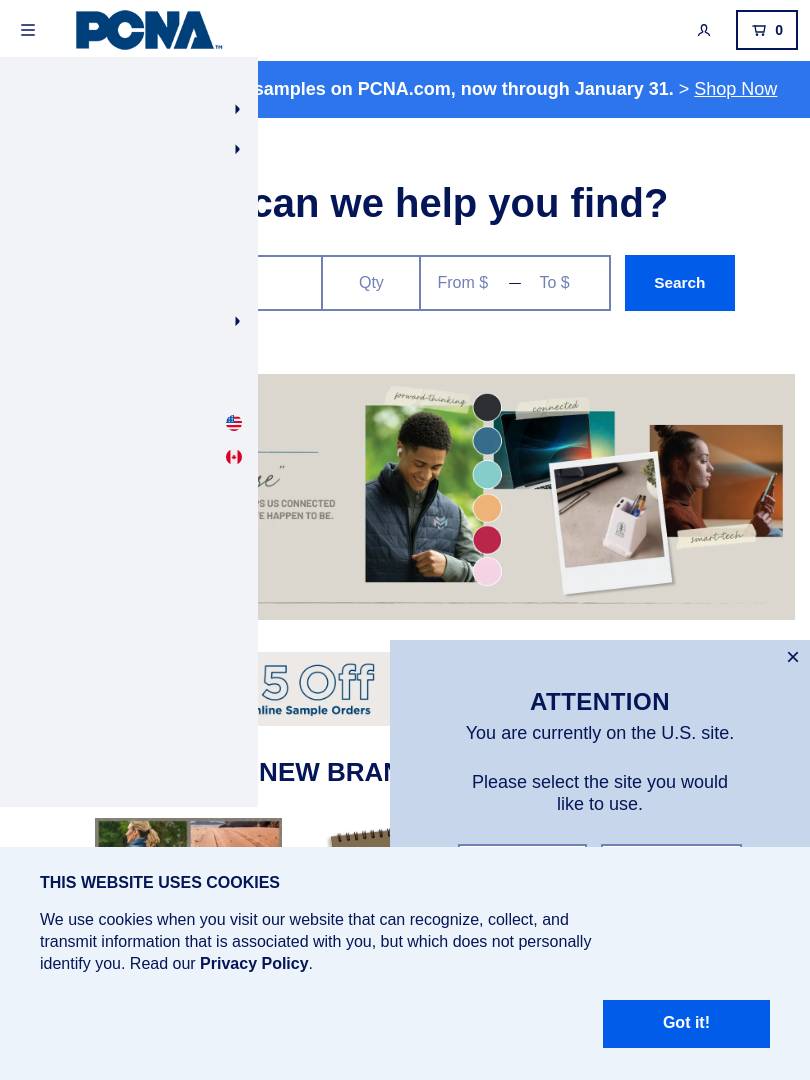 PCNA™
0
samples on PCNA.com, now through January 31. > Shop Now
can we help you find?
Qty
From $ — To $
Search
forward-thinking
connected
smart-tech
US CONNECTED
HAPPEN TO BE.
5 Off
Online Sample Orders
NEW BRAN
ATTENTION
You are currently on the U.S. site.
Please select the site you would
like to use.
THIS WEBSITE USES COOKIES
We use cookies when you visit our website that can recognize, collect, and
transmit information that is associated with you, but which does not personally
identify you. Read our Privacy Policy.
Got it!